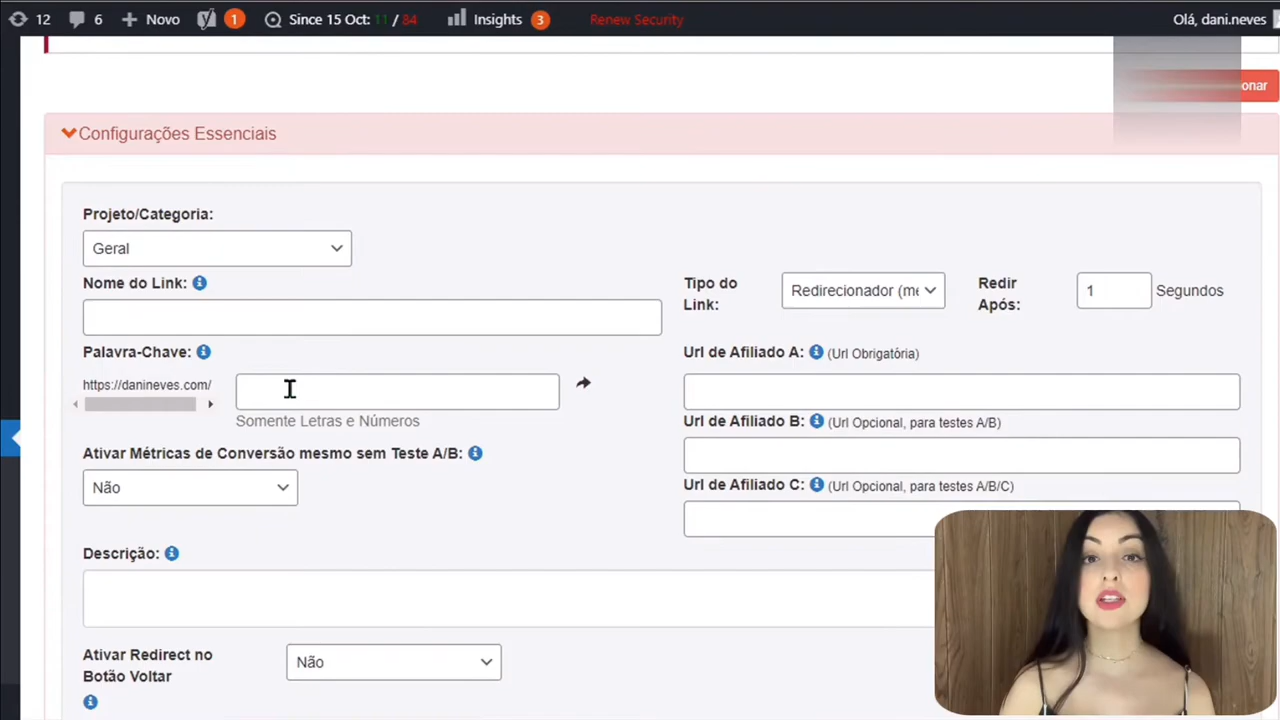 12 6 Novo 1 Since 15 Oct: 11 / 84 Insights 3 Renew Security Olá, dani.neves
onar
Configurações Essenciais
Projeto/Categoria:
Geral
Nome do Link:
Tipo do
Link:
Redirecionador (me
Redir
Após:
1
Segundos
Palavra-Chave:
https://danineves.com/
Somente Letras e Números
Url de Afiliado A: (Url Obrigatória)
Url de Afiliado B: (Url Opcional, para testes A/B)
Ativar Métricas de Conversão mesmo sem Teste A/B:
Não
Url de Afiliado C: (Url Opcional, para testes A/B/C)
Descrição:
Ativar Redirect no
Botão Voltar
Não